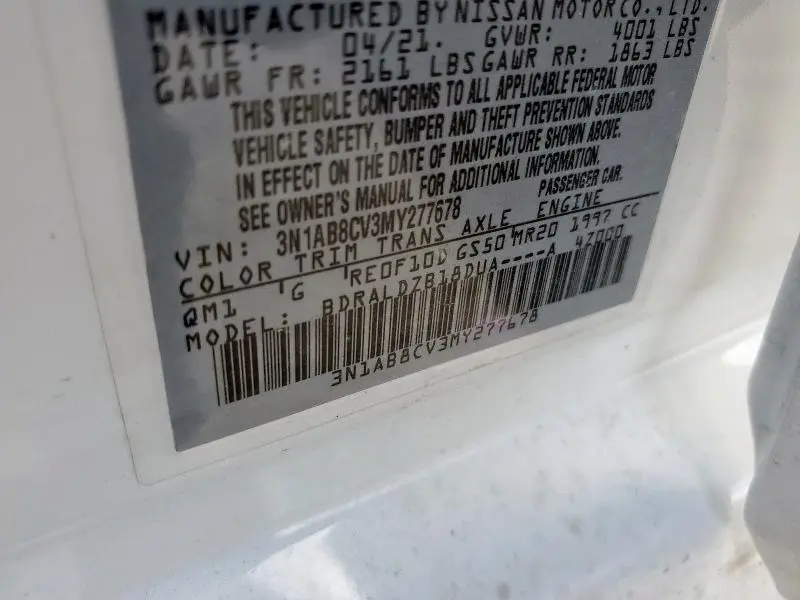 MANUFACTURED BY NISSAN MOTOR CO., LTD.
DATE: 04/21. GVWR: 4001 LBS
GAWR FR: 2161 LBS GAWR RR: 1863 LBS
THIS VEHICLE CONFORMS TO ALL APPLICABLE FEDERAL MOTOR
VEHICLE SAFETY, BUMPER AND THEFT PREVENTION STANDARDS
IN EFFECT ON THE DATE OF MANUFACTURE SHOWN ABOVE.
SEE OWNER'S MANUAL FOR ADDITIONAL INFORMATION.
VIN: 3N1AB8CV3MY277678 PASSENGER CAR.
COLOR TRIM TRANS AXLE ENGINE
QM1 G RE0F10D GS50 MR20 1997 CC
MODEL: BDRALDZB18DUA----A 42000
3N1AB8CV3MY277678